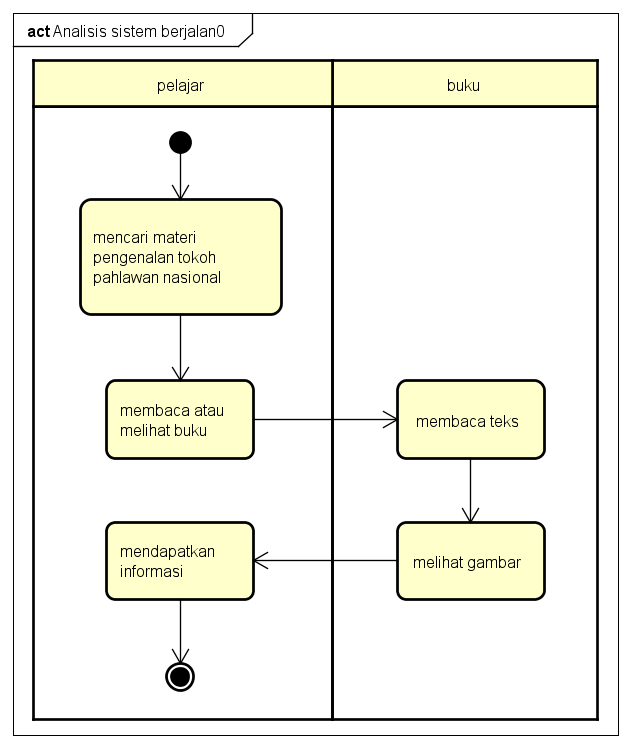 act Analisis sistem berjalan0
pelajar
buku
mencari materi
pengenalan tokoh
pahlawan nasional
membaca atau
melihat buku
membaca teks
mendapatkan
informasi
melihat gambar